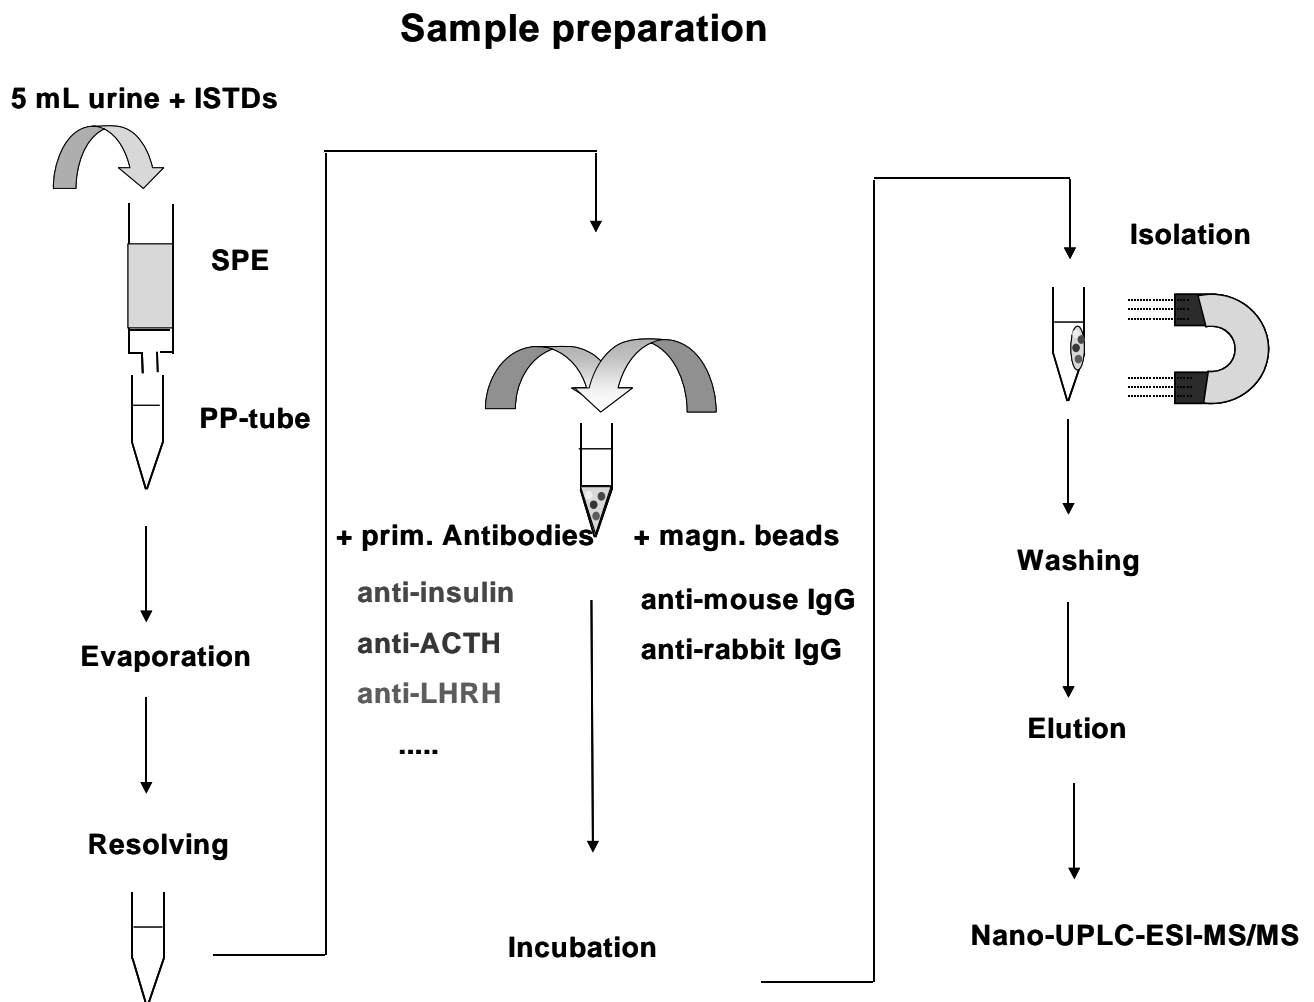 Sample preparation
5 mL urine + ISTDs
SPE
PP-tube
Evaporation
Resolving
+ prim. Antibodies
anti-insulin
anti-ACTH
anti-LHRH
.....
+ magn. beads
anti-mouse IgG
anti-rabbit IgG
Incubation
Isolation
Washing
Elution
Nano-UPLC-ESI-MS/MS